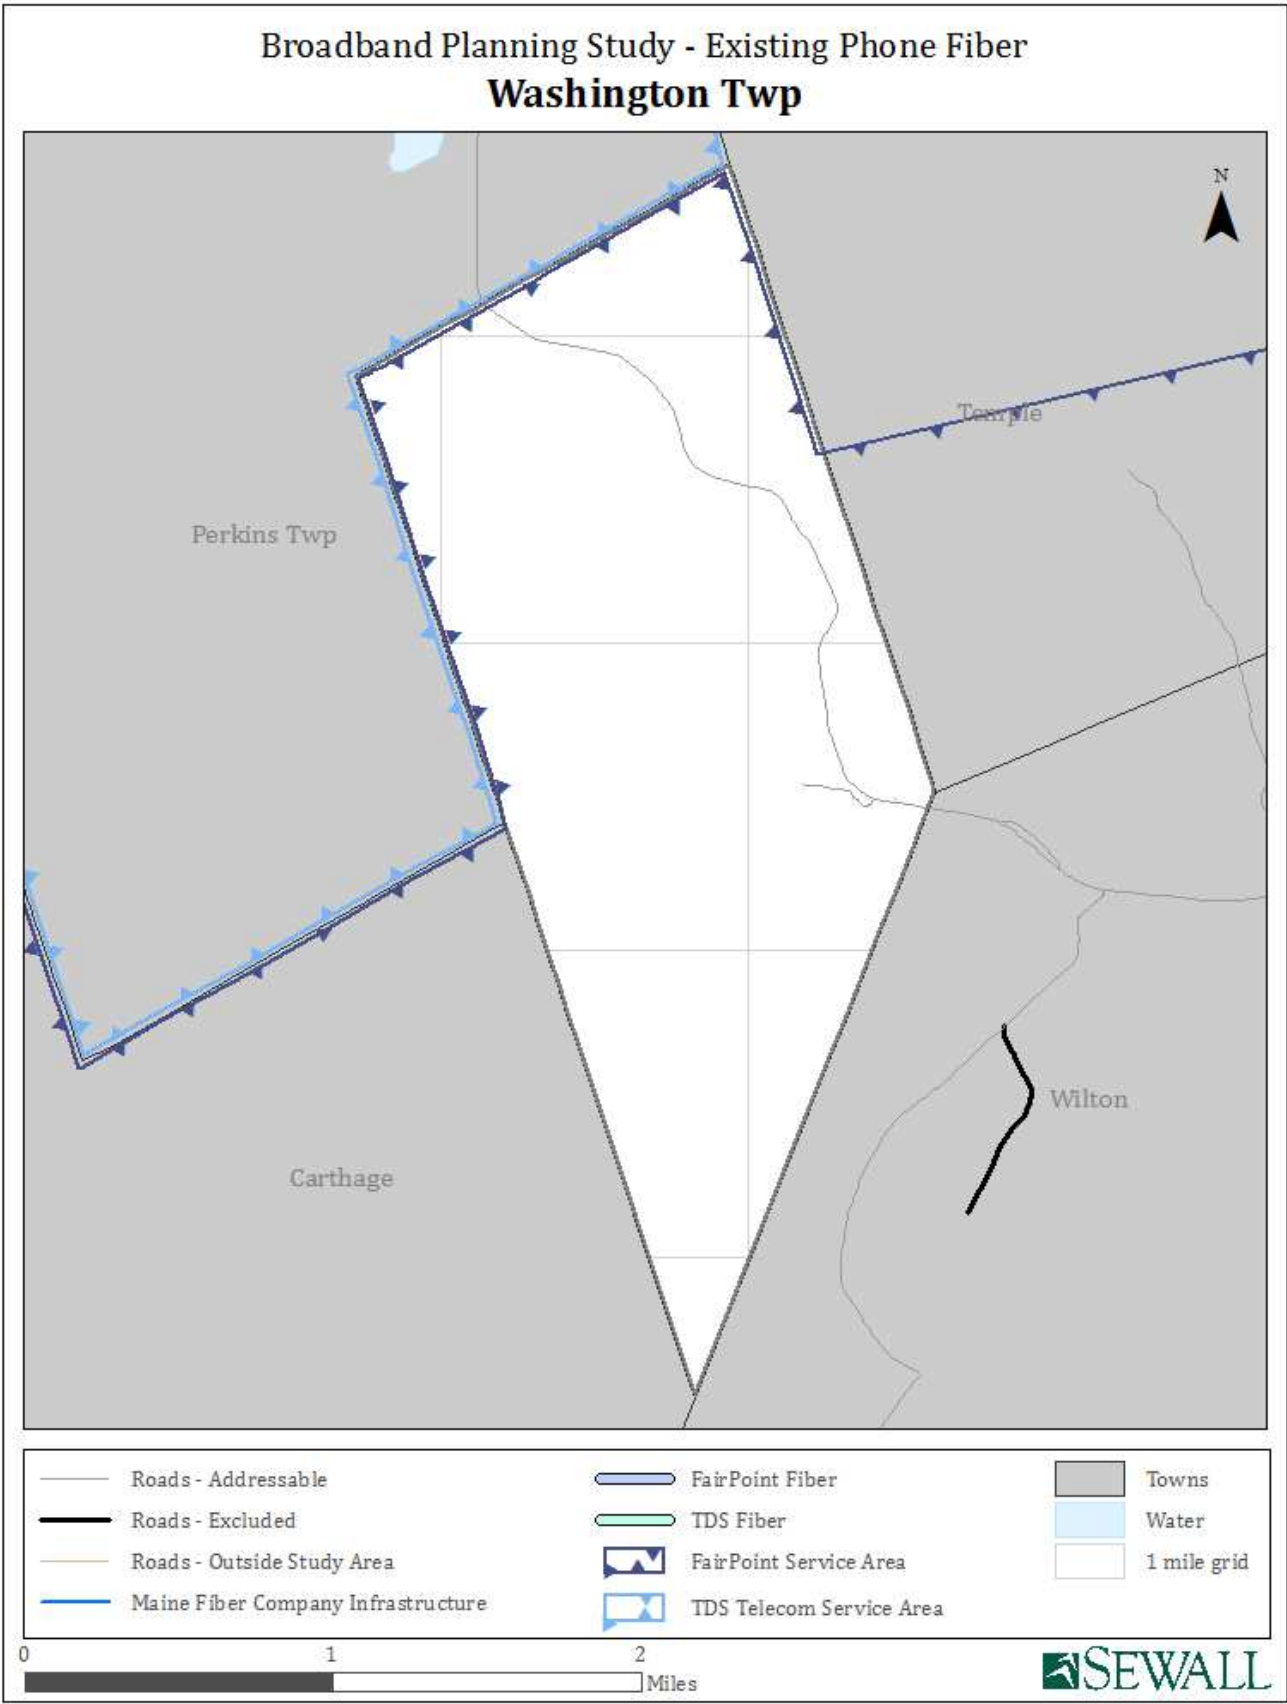 Broadband Planning Study - Existing Phone Fiber
Washington Twp
N
Temple
Perkins Twp
Wilton
Carthage
Roads - Addressable
Roads - Excluded
Roads - Outside Study Area
Maine Fiber Company Infrastructure
FairPoint Fiber
TDS Fiber
FairPoint Service Area
TDS Telecom Service Area
Towns
Water
1 mile grid
0 1 2
Miles
SEWALL